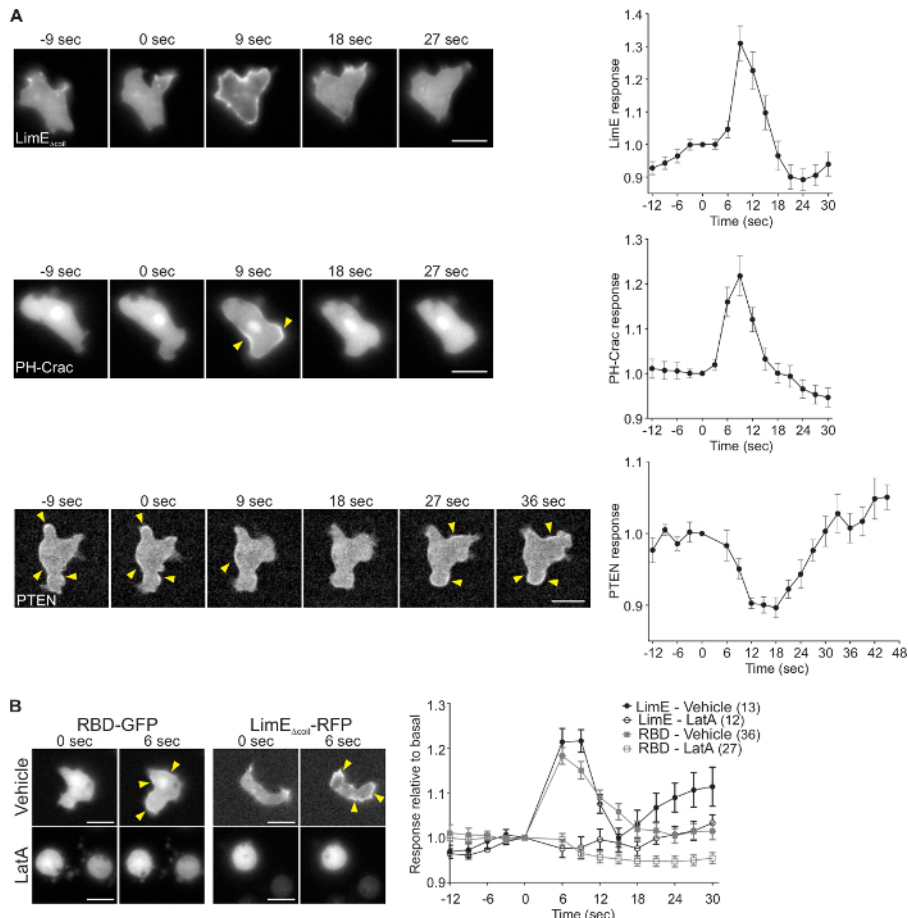 A
-9 sec 0 sec 9 sec 18 sec 27 sec
LimEΔcoil
LimE response
1.4
1.3
1.2
1.1
1.0
0.9
-12 -6 0 6 12 18 24 30
Time (sec)
-9 sec 0 sec 9 sec 18 sec 27 sec
PH-Crac
PH-Crac response
1.3
1.2
1.1
1.0
0.9
-12 -6 0 6 12 18 24 30
Time (sec)
-9 sec 0 sec 9 sec 18 sec 27 sec 36 sec
PTEN
PTEN response
1.1
1.0
0.9
-12 -6 0 6 12 18 24 30 36 42 48
Time (sec)
B
RBD-GFP LimEΔcoil-RFP
0 sec 6 sec 0 sec 6 sec
Vehicle
LatA
Response relative to basal
1.3
1.2
1.1
1.0
0.9
-12 -6 0 6 12 18 24 30
Time (sec)
LimE - Vehicle (13)
LimE - LatA (12)
RBD - Vehicle (36)
RBD - LatA (27)